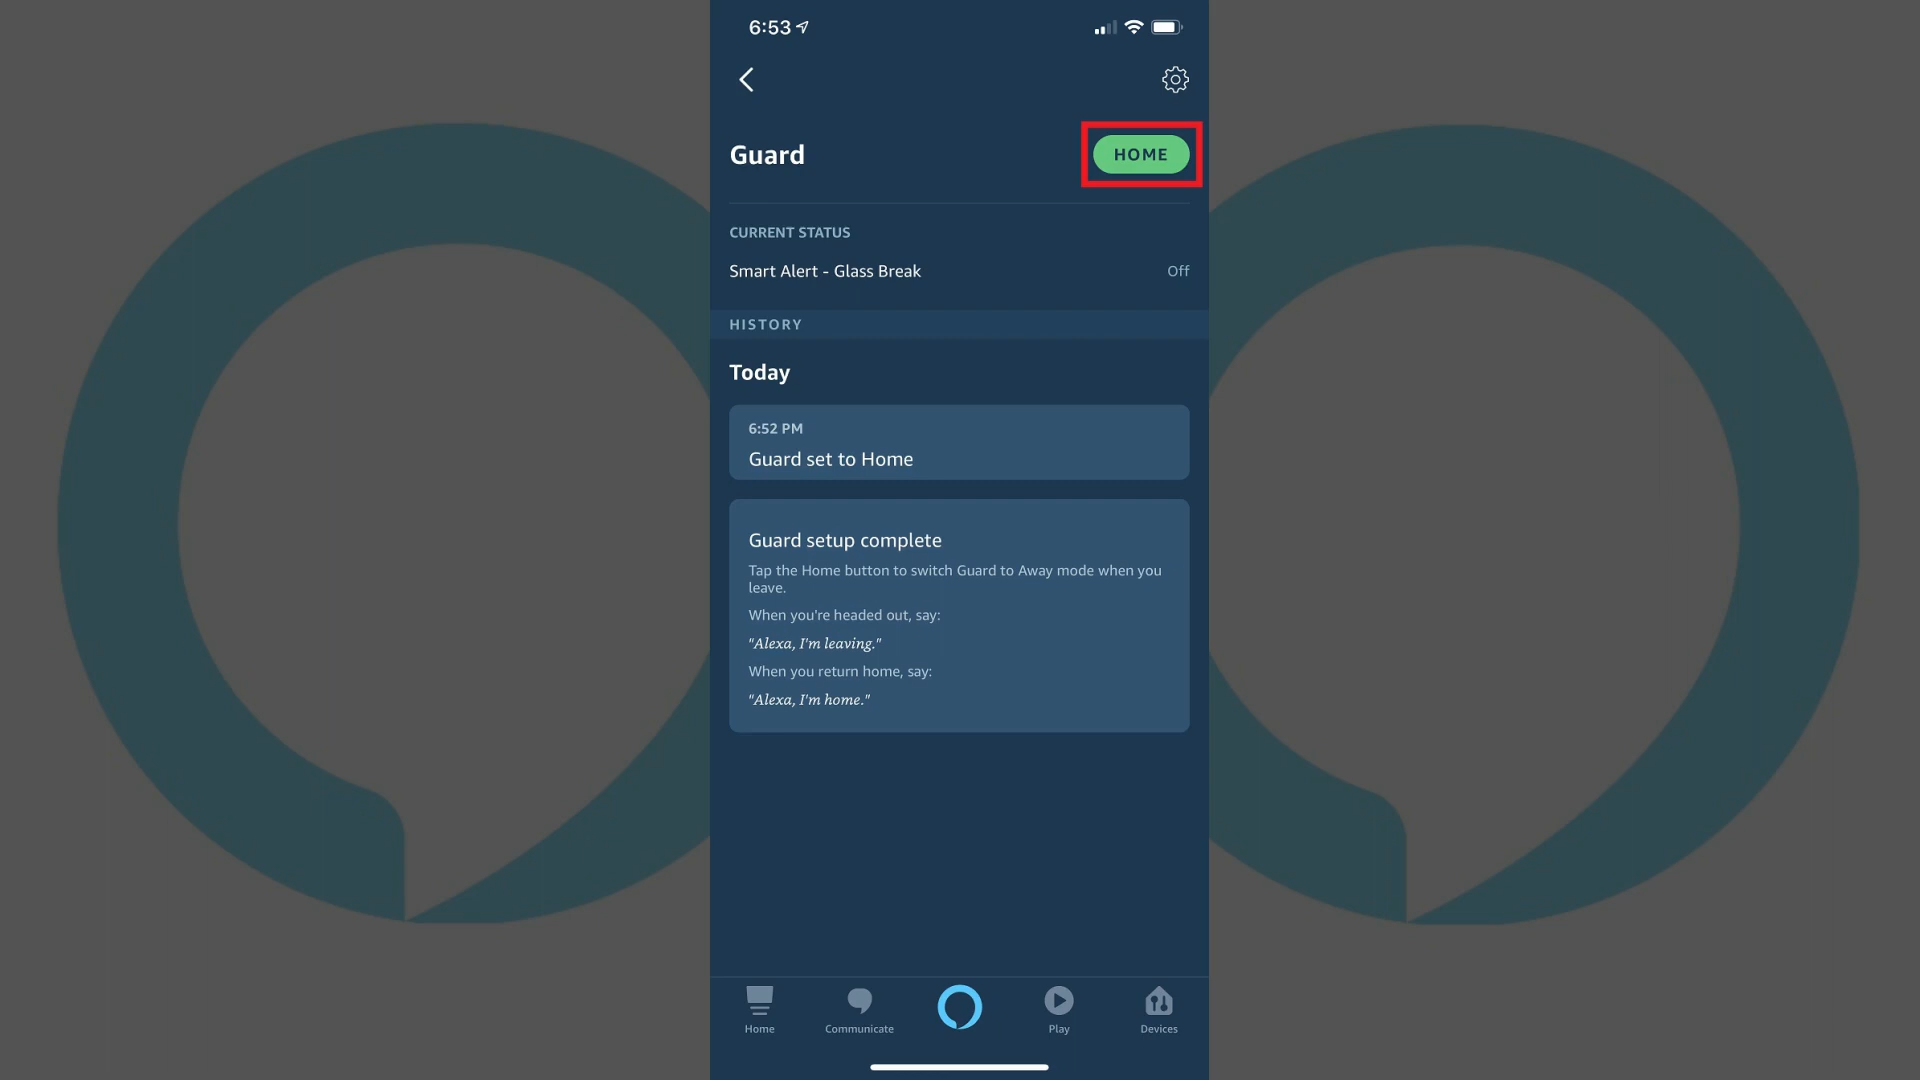 6:53
Guard
HOME
CURRENT STATUS
Smart Alert - Glass Break
Off
HISTORY
Today
6:52 PM
Guard set to Home
Guard setup complete
Tap the Home button to switch Guard to Away mode when you
leave.
When you're headed out, say:
"Alexa, I'm leaving."
When you return home, say:
"Alexa, I'm home."
Home
Communicate
Play
Devices